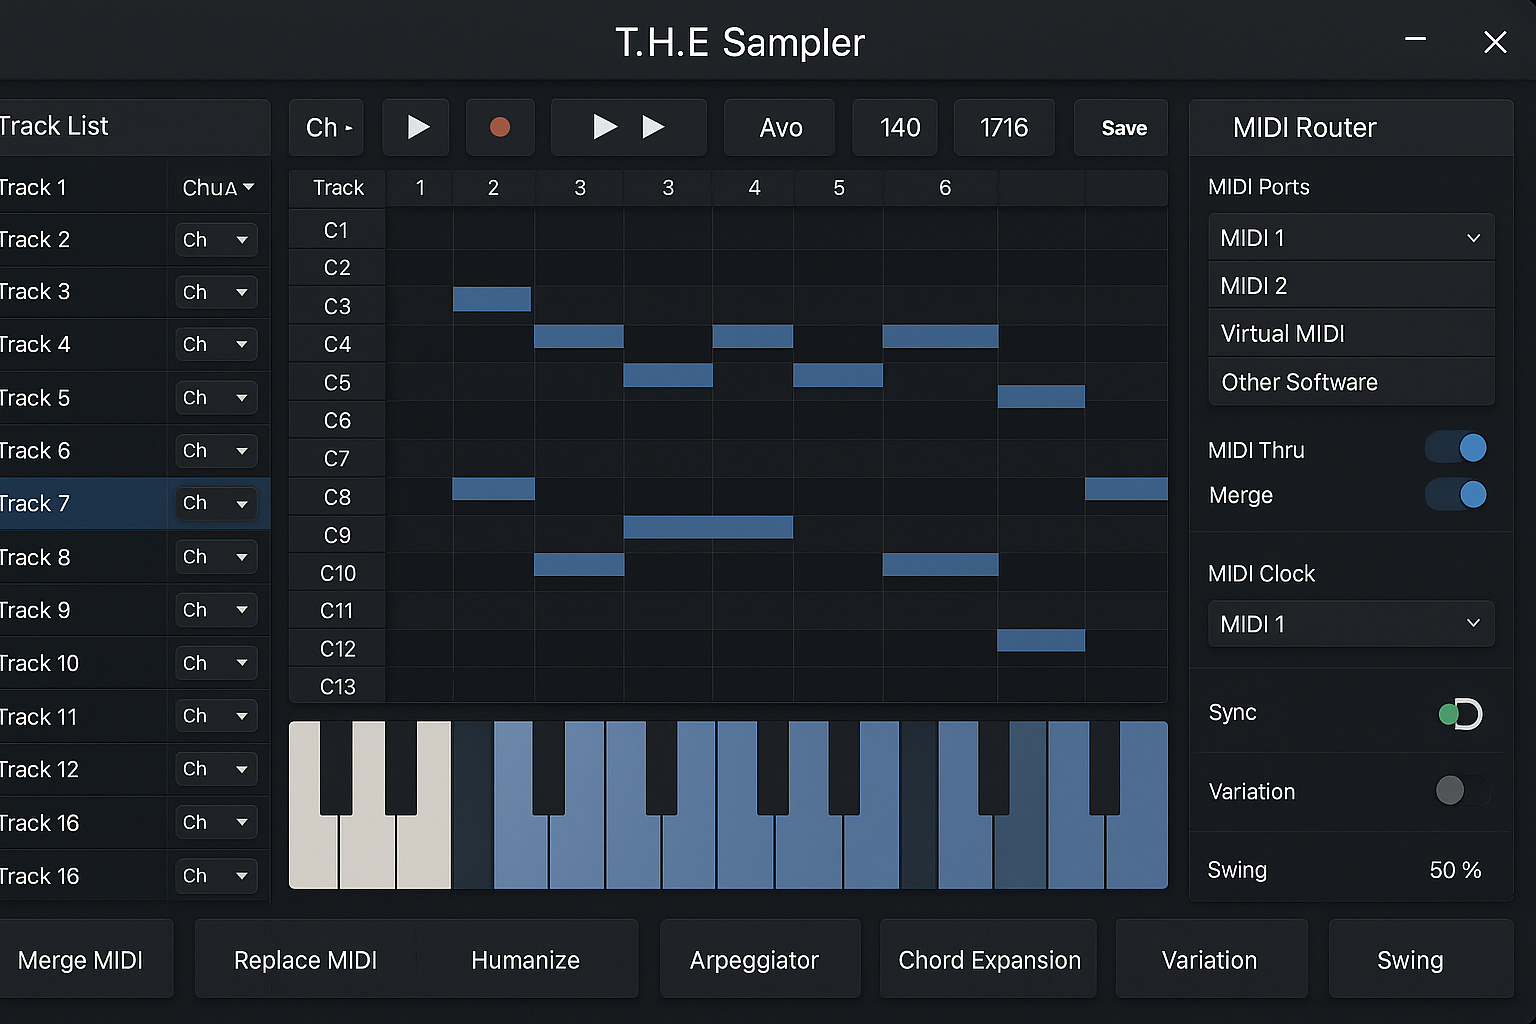 T.H.E Sampler
Track List
Track 1 ChuA
Track 2 Ch
Track 3 Ch
Track 4 Ch
Track 5 Ch
Track 6 Ch
Track 7 Ch
Track 8 Ch
Track 9 Ch
Track 10 Ch
Track 11 Ch
Track 12 Ch
Track 16 Ch
Track 16 Ch
Ch Avo 140 1716 Save
Track 1 2 3 3 4 5 6
C1
C2
C3
C4
C5
C6
C7
C8
C9
C10
C11
C12
C13
MIDI Router
MIDI Ports
MIDI 1
MIDI 2
Virtual MIDI
Other Software
MIDI Thru
Merge
MIDI Clock
MIDI 1
Sync
Variation
Swing 50 %
Merge MIDI Replace MIDI Humanize Arpeggiator Chord Expansion Variation Swing